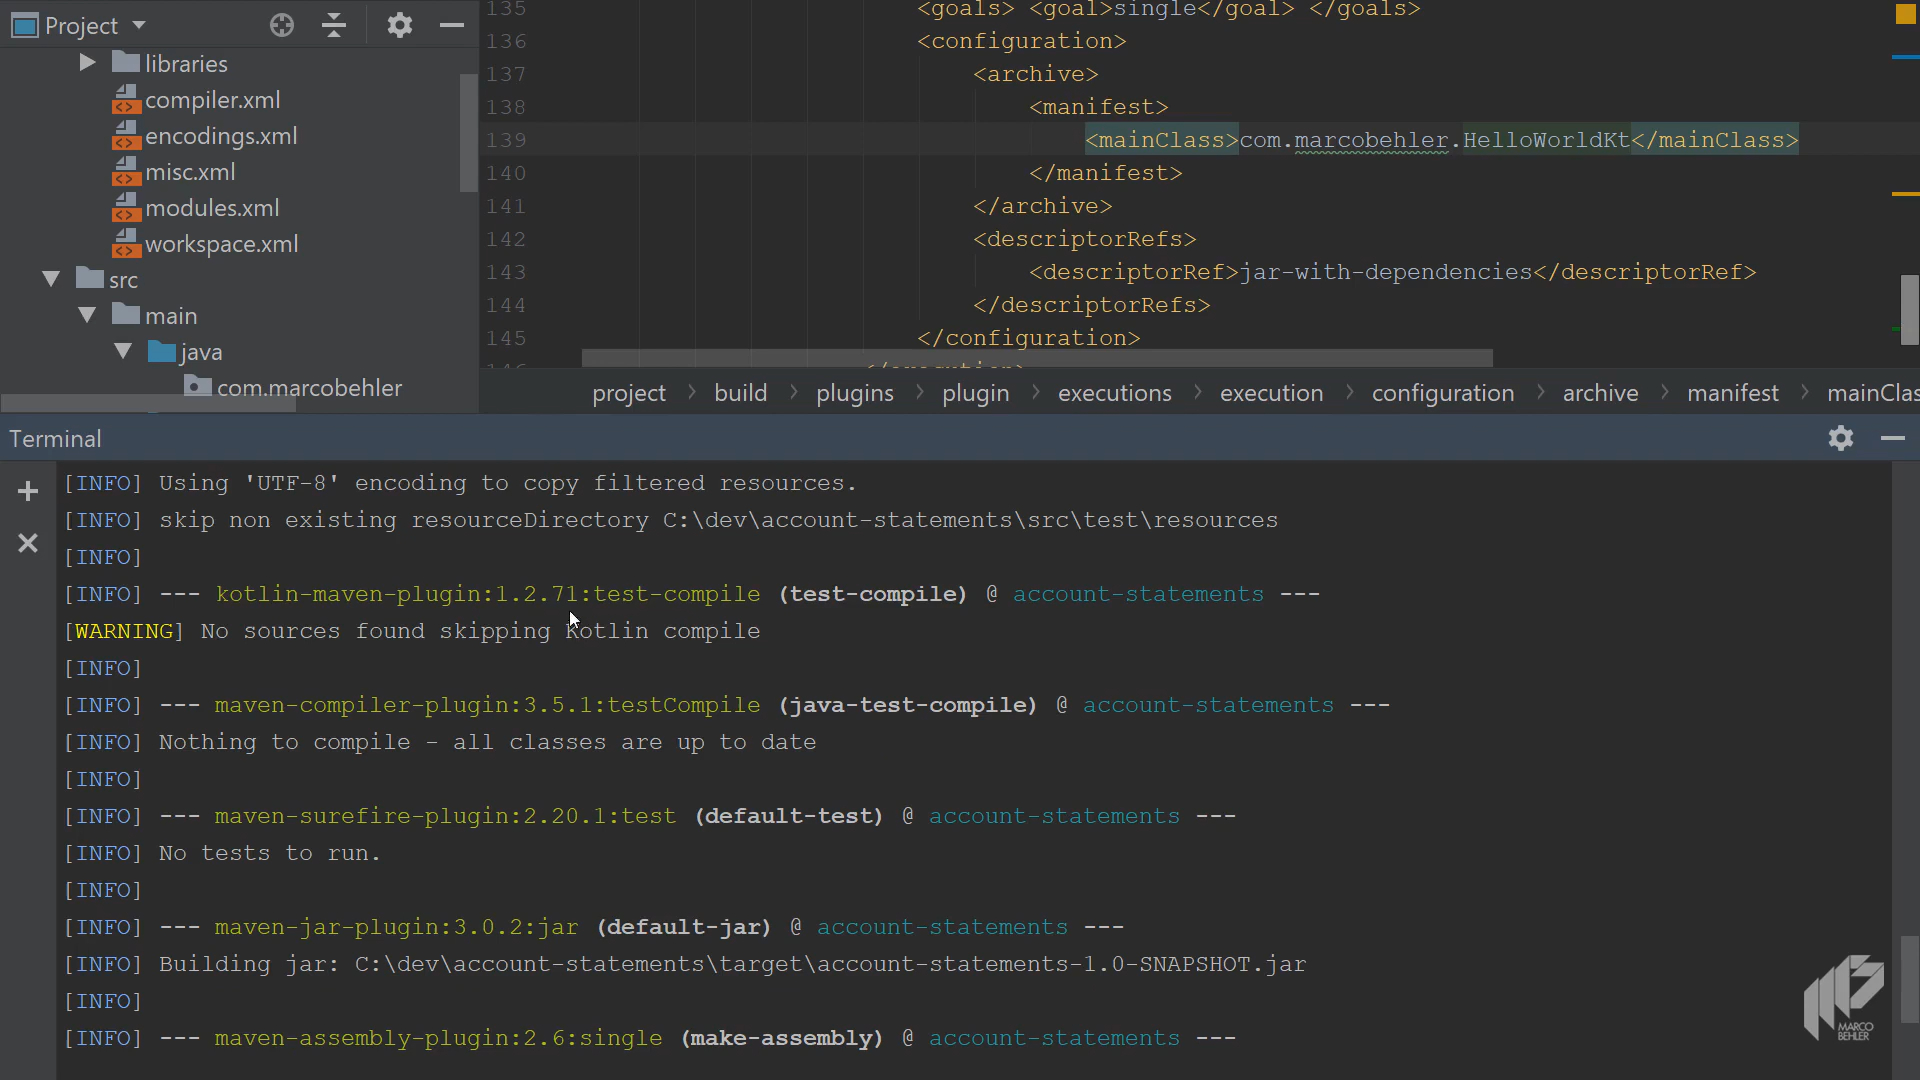 Project
libraries
compiler.xml
encodings.xml
misc.xml
modules.xml
workspace.xml
src
main
java
com.marcobehler
135 <goals> <goal>single</goal> </goals>
136 <configuration>
137 <archive>
138 <manifest>
139 <mainClass>com.marcobehler.HelloWorldKt</mainClass>
140 </manifest>
141 </archive>
142 <descriptorRefs>
143 <descriptorRef>jar-with-dependencies</descriptorRef>
144 </descriptorRefs>
145 </configuration>
project build plugins plugin executions execution configuration archive manifest mainClas
Terminal
[INFO] Using 'UTF-8' encoding to copy filtered resources.
[INFO] skip non existing resourceDirectory C:\dev\account-statements\src\test\resources
[INFO]
[INFO] --- kotlin-maven-plugin:1.2.71:test-compile (test-compile) @ account-statements ---
[WARNING] No sources found skipping kotlin compile
[INFO]
[INFO] --- maven-compiler-plugin:3.5.1:testCompile (java-test-compile) @ account-statements ---
[INFO] Nothing to compile - all classes are up to date
[INFO]
[INFO] --- maven-surefire-plugin:2.20.1:test (default-test) @ account-statements ---
[INFO] No tests to run.
[INFO]
[INFO] --- maven-jar-plugin:3.0.2:jar (default-jar) @ account-statements ---
[INFO] Building jar: C:\dev\account-statements\target\account-statements-1.0-SNAPSHOT.jar
[INFO]
[INFO] --- maven-assembly-plugin:2.6:single (make-assembly) @ account-statements ---
MARCO
BEHLER